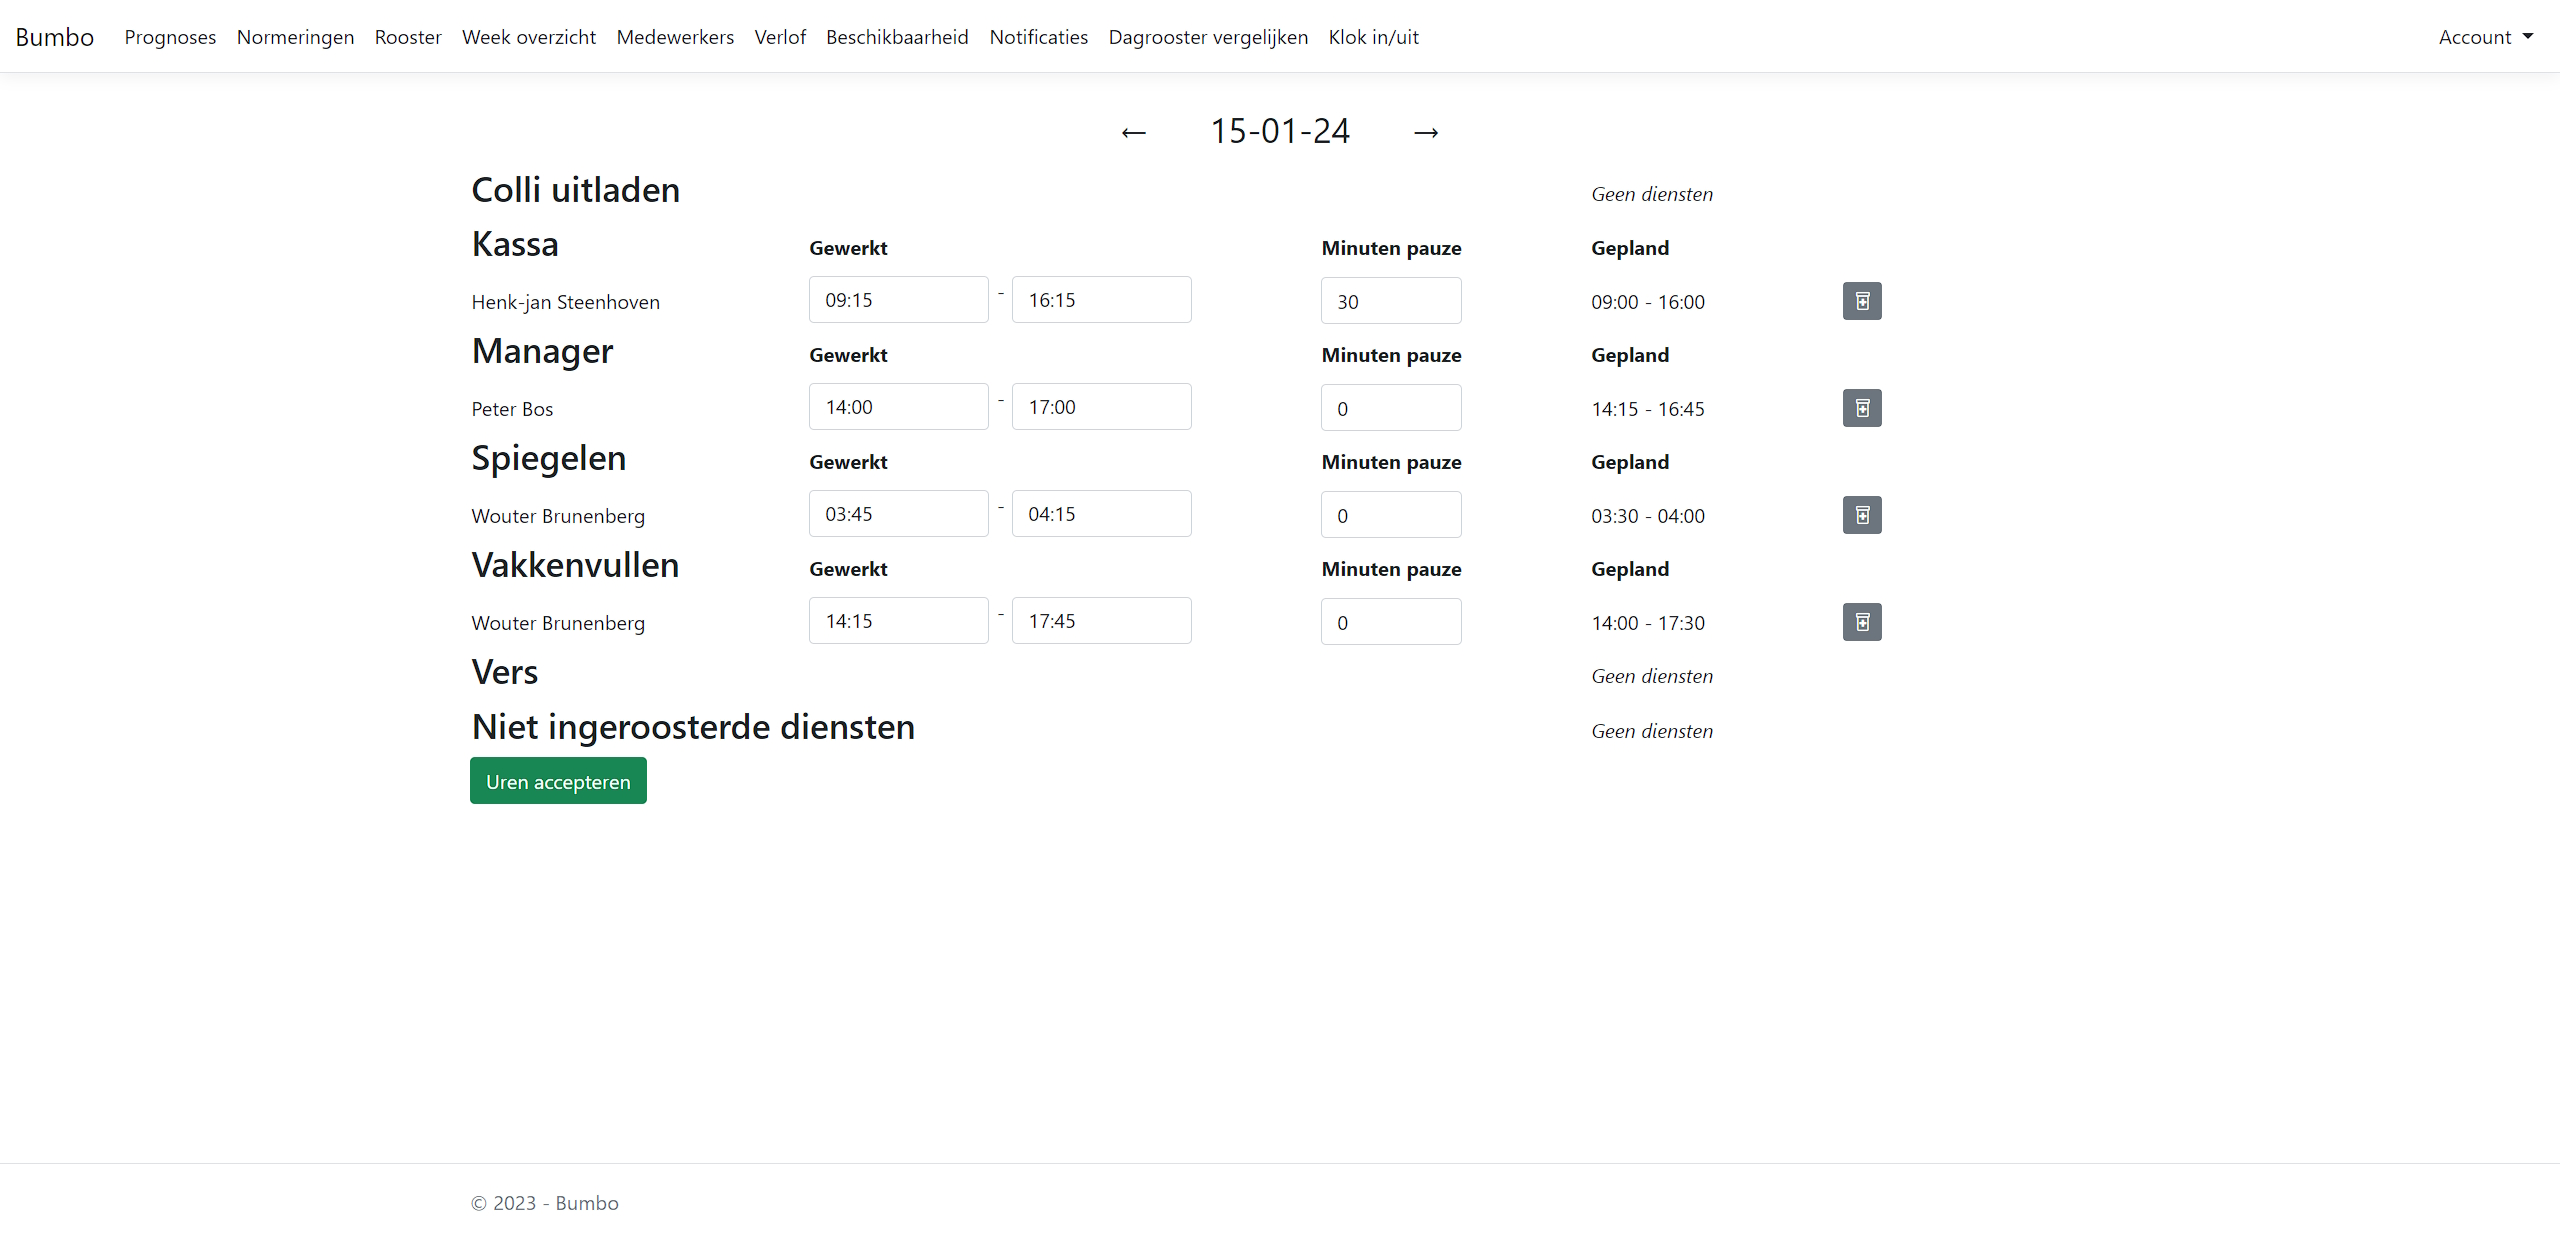 Bumbo Prognoses Normeringen Rooster Week overzicht Medewerkers Verlof Beschikbaarheid Notificaties Dagrooster vergelijken Klok in/uit Account
← 15-01-24 →
Colli uitladen Geen diensten
Kassa Gewerkt Minuten pauze Gepland
Henk-jan Steenhoven 09:15 - 16:15 30 09:00 - 16:00
Manager Gewerkt Minuten pauze Gepland
Peter Bos 14:00 - 17:00 0 14:15 - 16:45
Spiegelen Gewerkt Minuten pauze Gepland
Wouter Brunenberg 03:45 - 04:15 0 03:30 - 04:00
Vakkenvullen Gewerkt Minuten pauze Gepland
Wouter Brunenberg 14:15 - 17:45 0 14:00 - 17:30
Vers Geen diensten
Niet ingeroosterde diensten Geen diensten
Uren accepteren
© 2023 - Bumbo